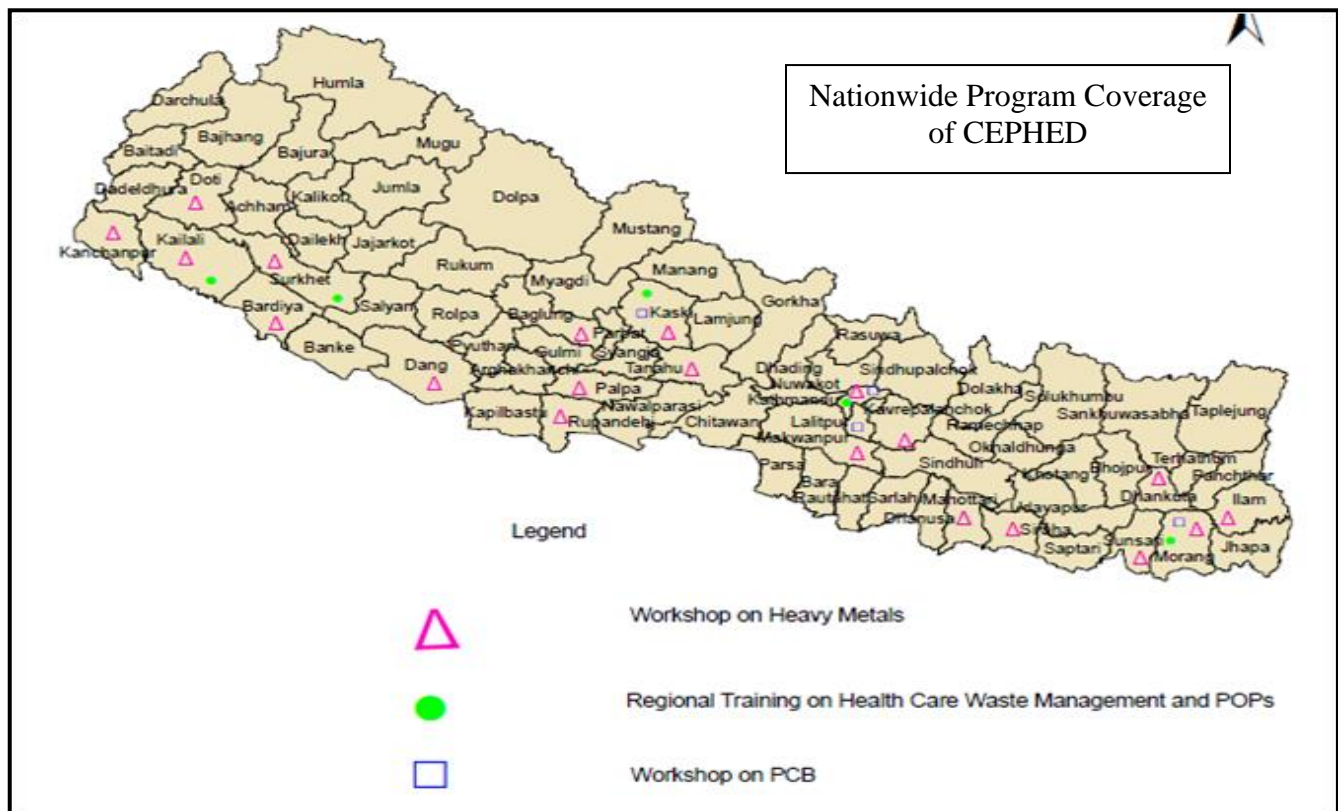 Nationwide Program Coverage
of CEPHED
Humla
Darchula
Bajhang
Mugu
Baitadi
Bajura
Doti
Dadeldhura
Jumla
Kalikot
Achham
Dolpa
Mustang
Kailali
Dailekh
Jajarkot
Kanchanpur
Rukum
Manang
Surkhet
Myagdi
Gorkha
Bardiya
Salyan
Rolpa
Baglung
Parbat
Kaski
Lamjung
Rasuwa
Banke
Pyuthan
Gulmi
Syangja
Dang
Arghakhanchi
Tanahu
Dhading
Sindhupalchok
Nuwakot
Dolakha
Palpa
Kathmandu
Solukhumbu
Kapilbastu
Nawalparasi
Kavrepalanchok
Sankhuwasabha
Taplejung
Rupandehi
Chitawan
Lalitpur
Ramechhap
Makwanpur
Okhaldhunga
Parsa
Sindhuli
Khotang
Bhojpur
Terhathum
Panchthar
Bara
Rautahat
Sarlahi
Mahottari
Dhankuta
Ilam
Dhanusa
Udayapur
Siraha
Saptari
Sunsari
Morang
Jhapa
Legend
Workshop on Heavy Metals
Regional Training on Health Care Waste Management and POPs
Workshop on PCB